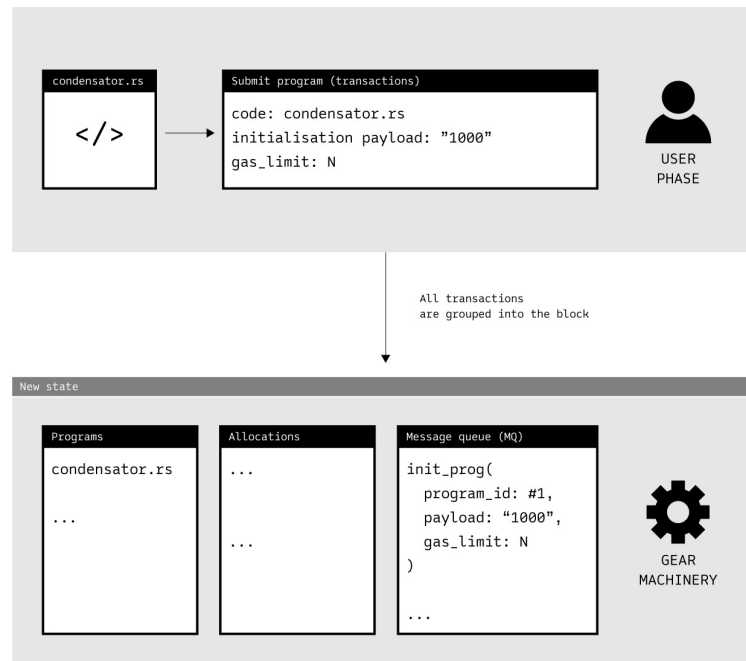 condensator.rs
</>
Submit program (transactions)
code: condensator.rs
initialisation payload: ”1000”
gas_limit: N
USER
PHASE
All transactions
are grouped into the block
New state
Programs
condensator.rs
...
Allocations
...
...
Message queue (MQ)
init_prog(
program_id: #1,
payload: “1000”,
gas_limit: N
)
...
GEAR
MACHINERY